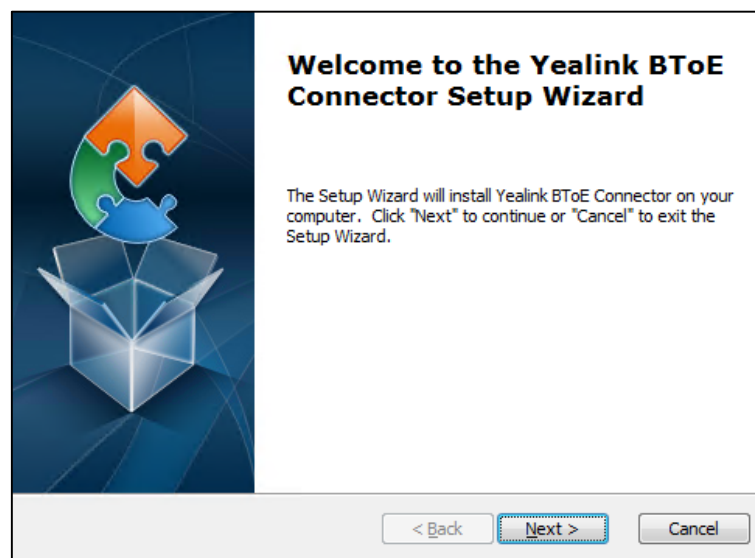 Welcome to the Yealink BToE
Connector Setup Wizard
The Setup Wizard will install Yealink BToE Connector on your
computer. Click "Next" to continue or "Cancel" to exit the
Setup Wizard.
< Back Next > Cancel